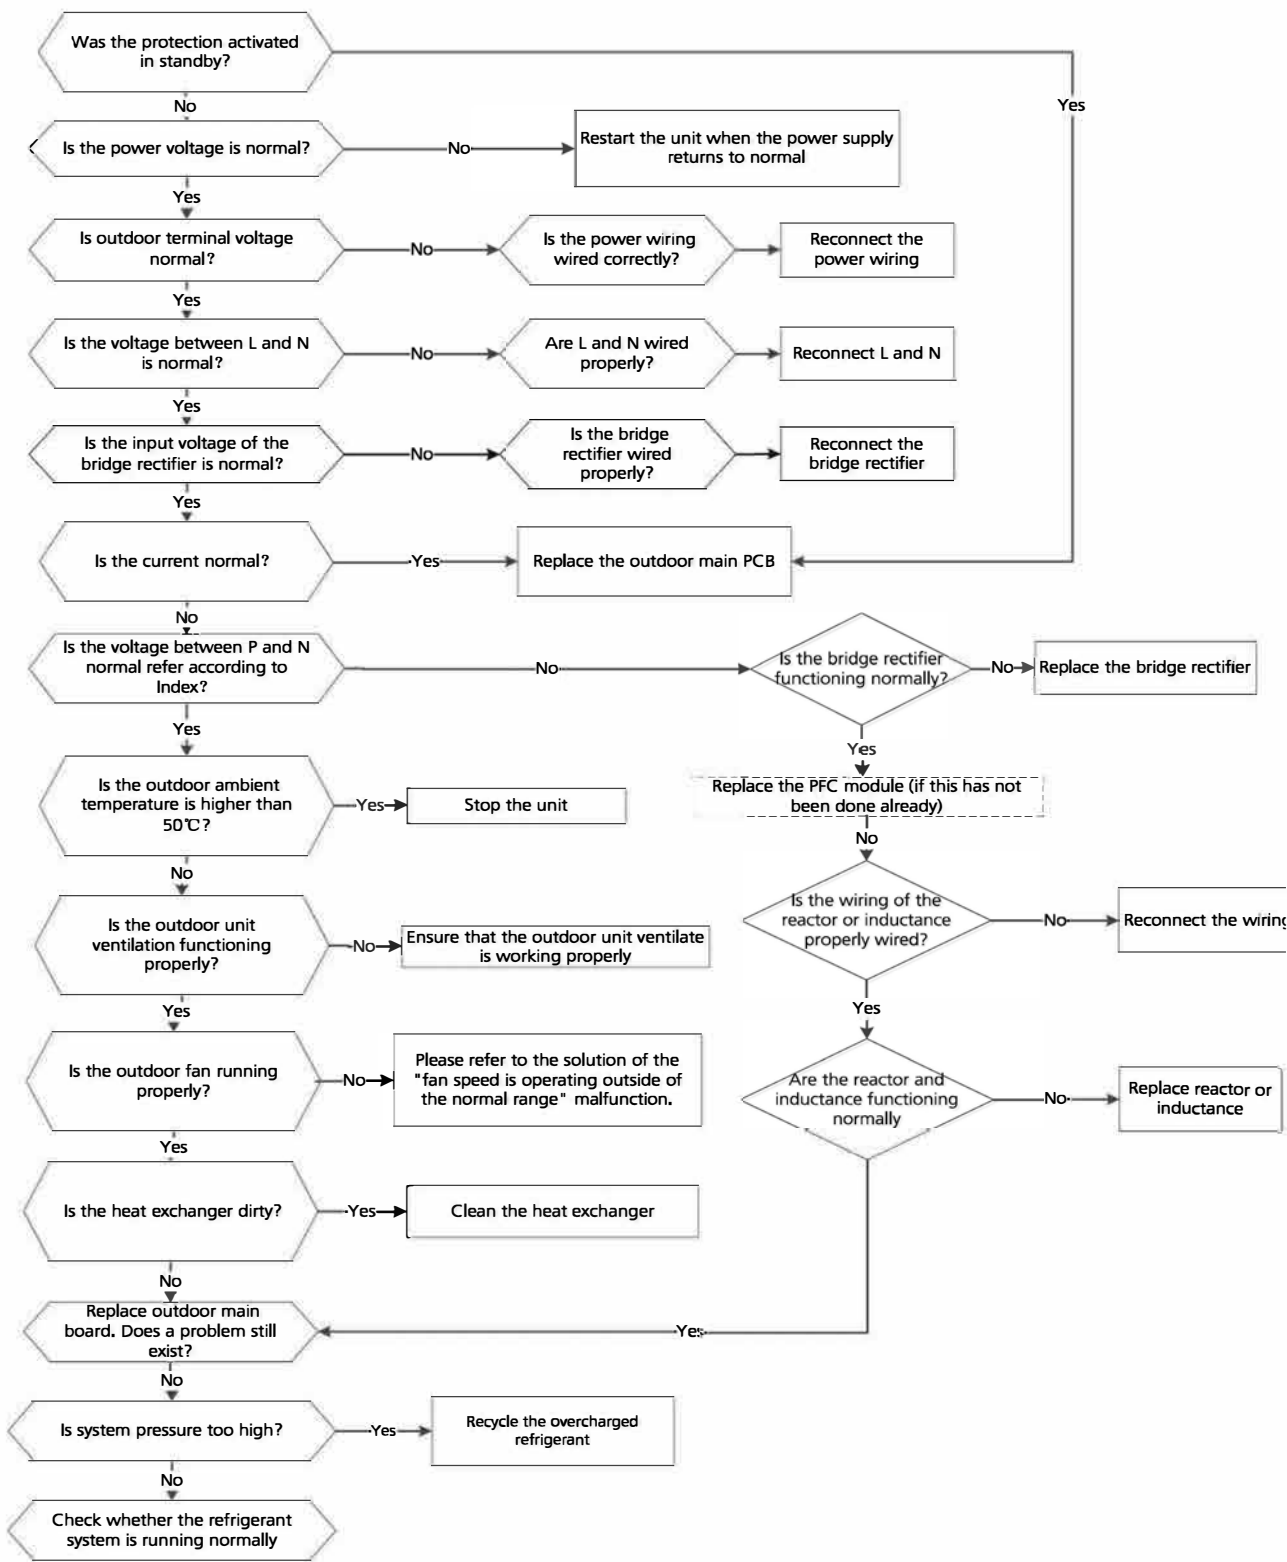 Was the protection activated
in standby?
Yes
No
Is the power voltage is normal?
No
Restart the unit when the power supply
returns to normal
Yes
Is outdoor terminal voltage
normal?
No
Is the power wiring
wired correctly?
Reconnect the
power wiring
Yes
Is the voltage between L and N
is normal?
No
Are L and N wired
properly?
Reconnect L and N
Yes
Is the input voltage of the
bridge rectifier is normal?
No
Is the bridge
rectifier wired
properly?
Reconnect the
bridge rectifier
Yes
Is the current normal?
Yes
Replace the outdoor main PCB
No
Is the voltage between P and N
normal refer according to
Index?
No
Is the bridge rectifier
functioning normally?
No
Replace the bridge rectifier
Yes
Yes
Is the outdoor ambient
temperature is higher than
50℃?
Yes
Stop the unit
Replace the PFC module (if this has not
been done already)
No
No
Is the outdoor unit
ventilation functioning
properly?
No
Ensure that the outdoor unit ventilate
is working properly
Is the wiring of the
reactor or inductance
properly wired?
No
Reconnect the wiring
Yes
Yes
Is the outdoor fan running
properly?
No
Please refer to the solution of the
"fan speed is operating outside of
the normal range" malfunction.
Are the reactor and
inductance functioning
normally
No
Replace reactor or
inductance
Yes
Is the heat exchanger dirty?
Yes
Clean the heat exchanger
No
Replace outdoor main
board. Does a problem still
exist?
Yes
No
Is system pressure too high?
Yes
Recycle the overcharged
refrigerant
No
Check whether the refrigerant
system is running normally